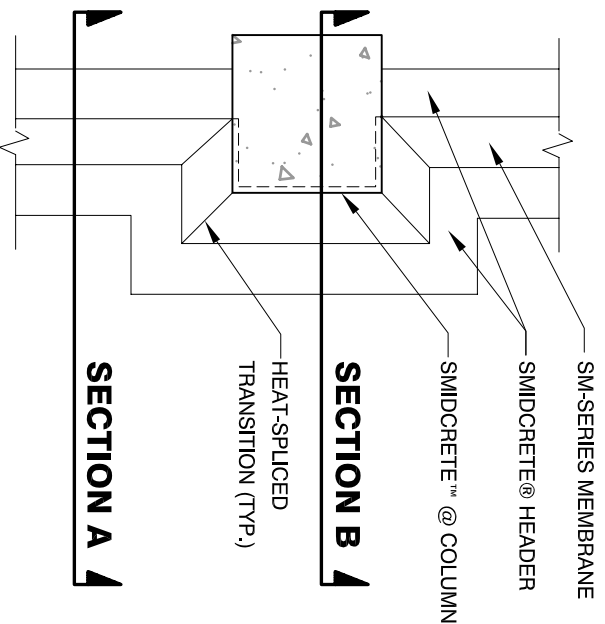 SM-SERIES MEMBRANE
SMIDCRETE® HEADER
SMIDCRETE™ @ COLUMN
SECTION B
HEAT-SPLICED
TRANSITION (TYP.)
SECTION A